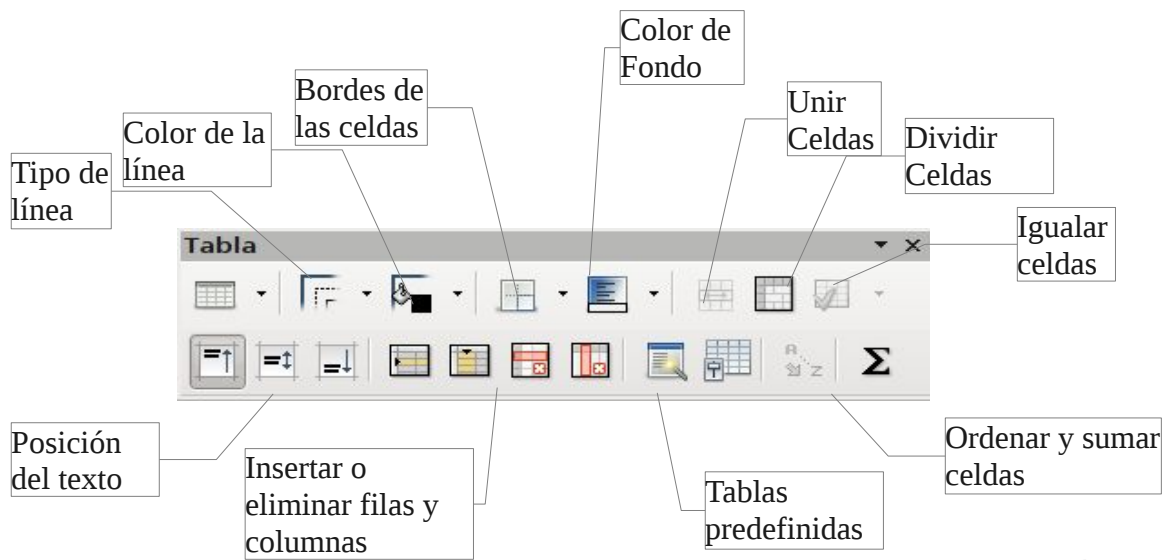 Color de
Fondo
Bordes de
las celdas
Unir
Celdas
Color de la
línea
Dividir
Celdas
Tipo de
línea
Igualar
celdas
Tabla
A
Z
Σ
Posición
del texto
Insertar o
eliminar filas y
columnas
Tablas
predefinidas
Ordenar y sumar
celdas